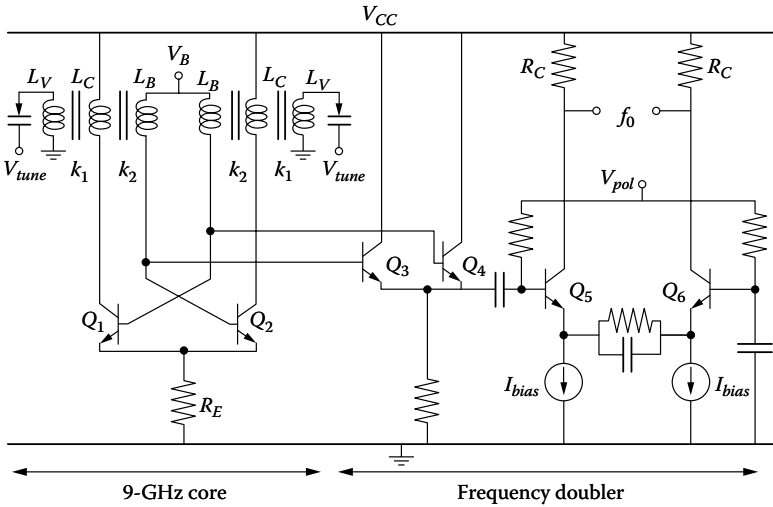 V_CC
L_V L_C L_B V_B L_B L_C L_V
R_C R_C
f_0
V_tune k_1 k_2 k_2 k_1 V_tune
V_pol
Q_3 Q_4
Q_1 Q_2 Q_5 Q_6
I_bias I_bias
R_E
9-GHz core Frequency doubler